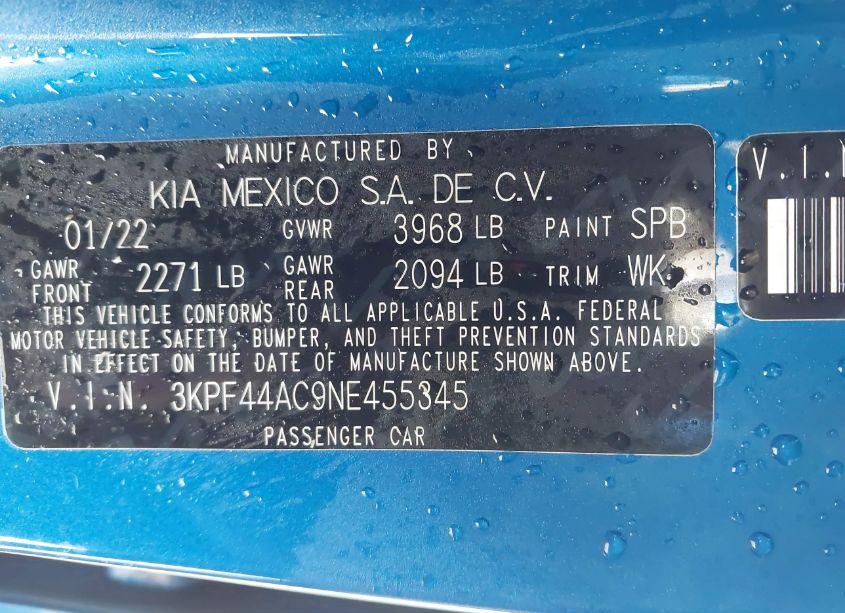 MANUFACTURED BY
KIA MEXICO S.A. DE C.V.
01/22 GVWR 3968 LB PAINT SPB
GAWR FRONT 2271 LB GAWR REAR 2094 LB TRIM WK
THIS VEHICLE CONFORMS TO ALL APPLICABLE U.S.A. FEDERAL
MOTOR VEHICLE SAFETY, BUMPER, AND THEFT PREVENTION STANDARDS
IN EFFECT ON THE DATE OF MANUFACTURE SHOWN ABOVE.
V.I.N. 3KPF44AC9NE455345
PASSENGER CAR
V.I.N